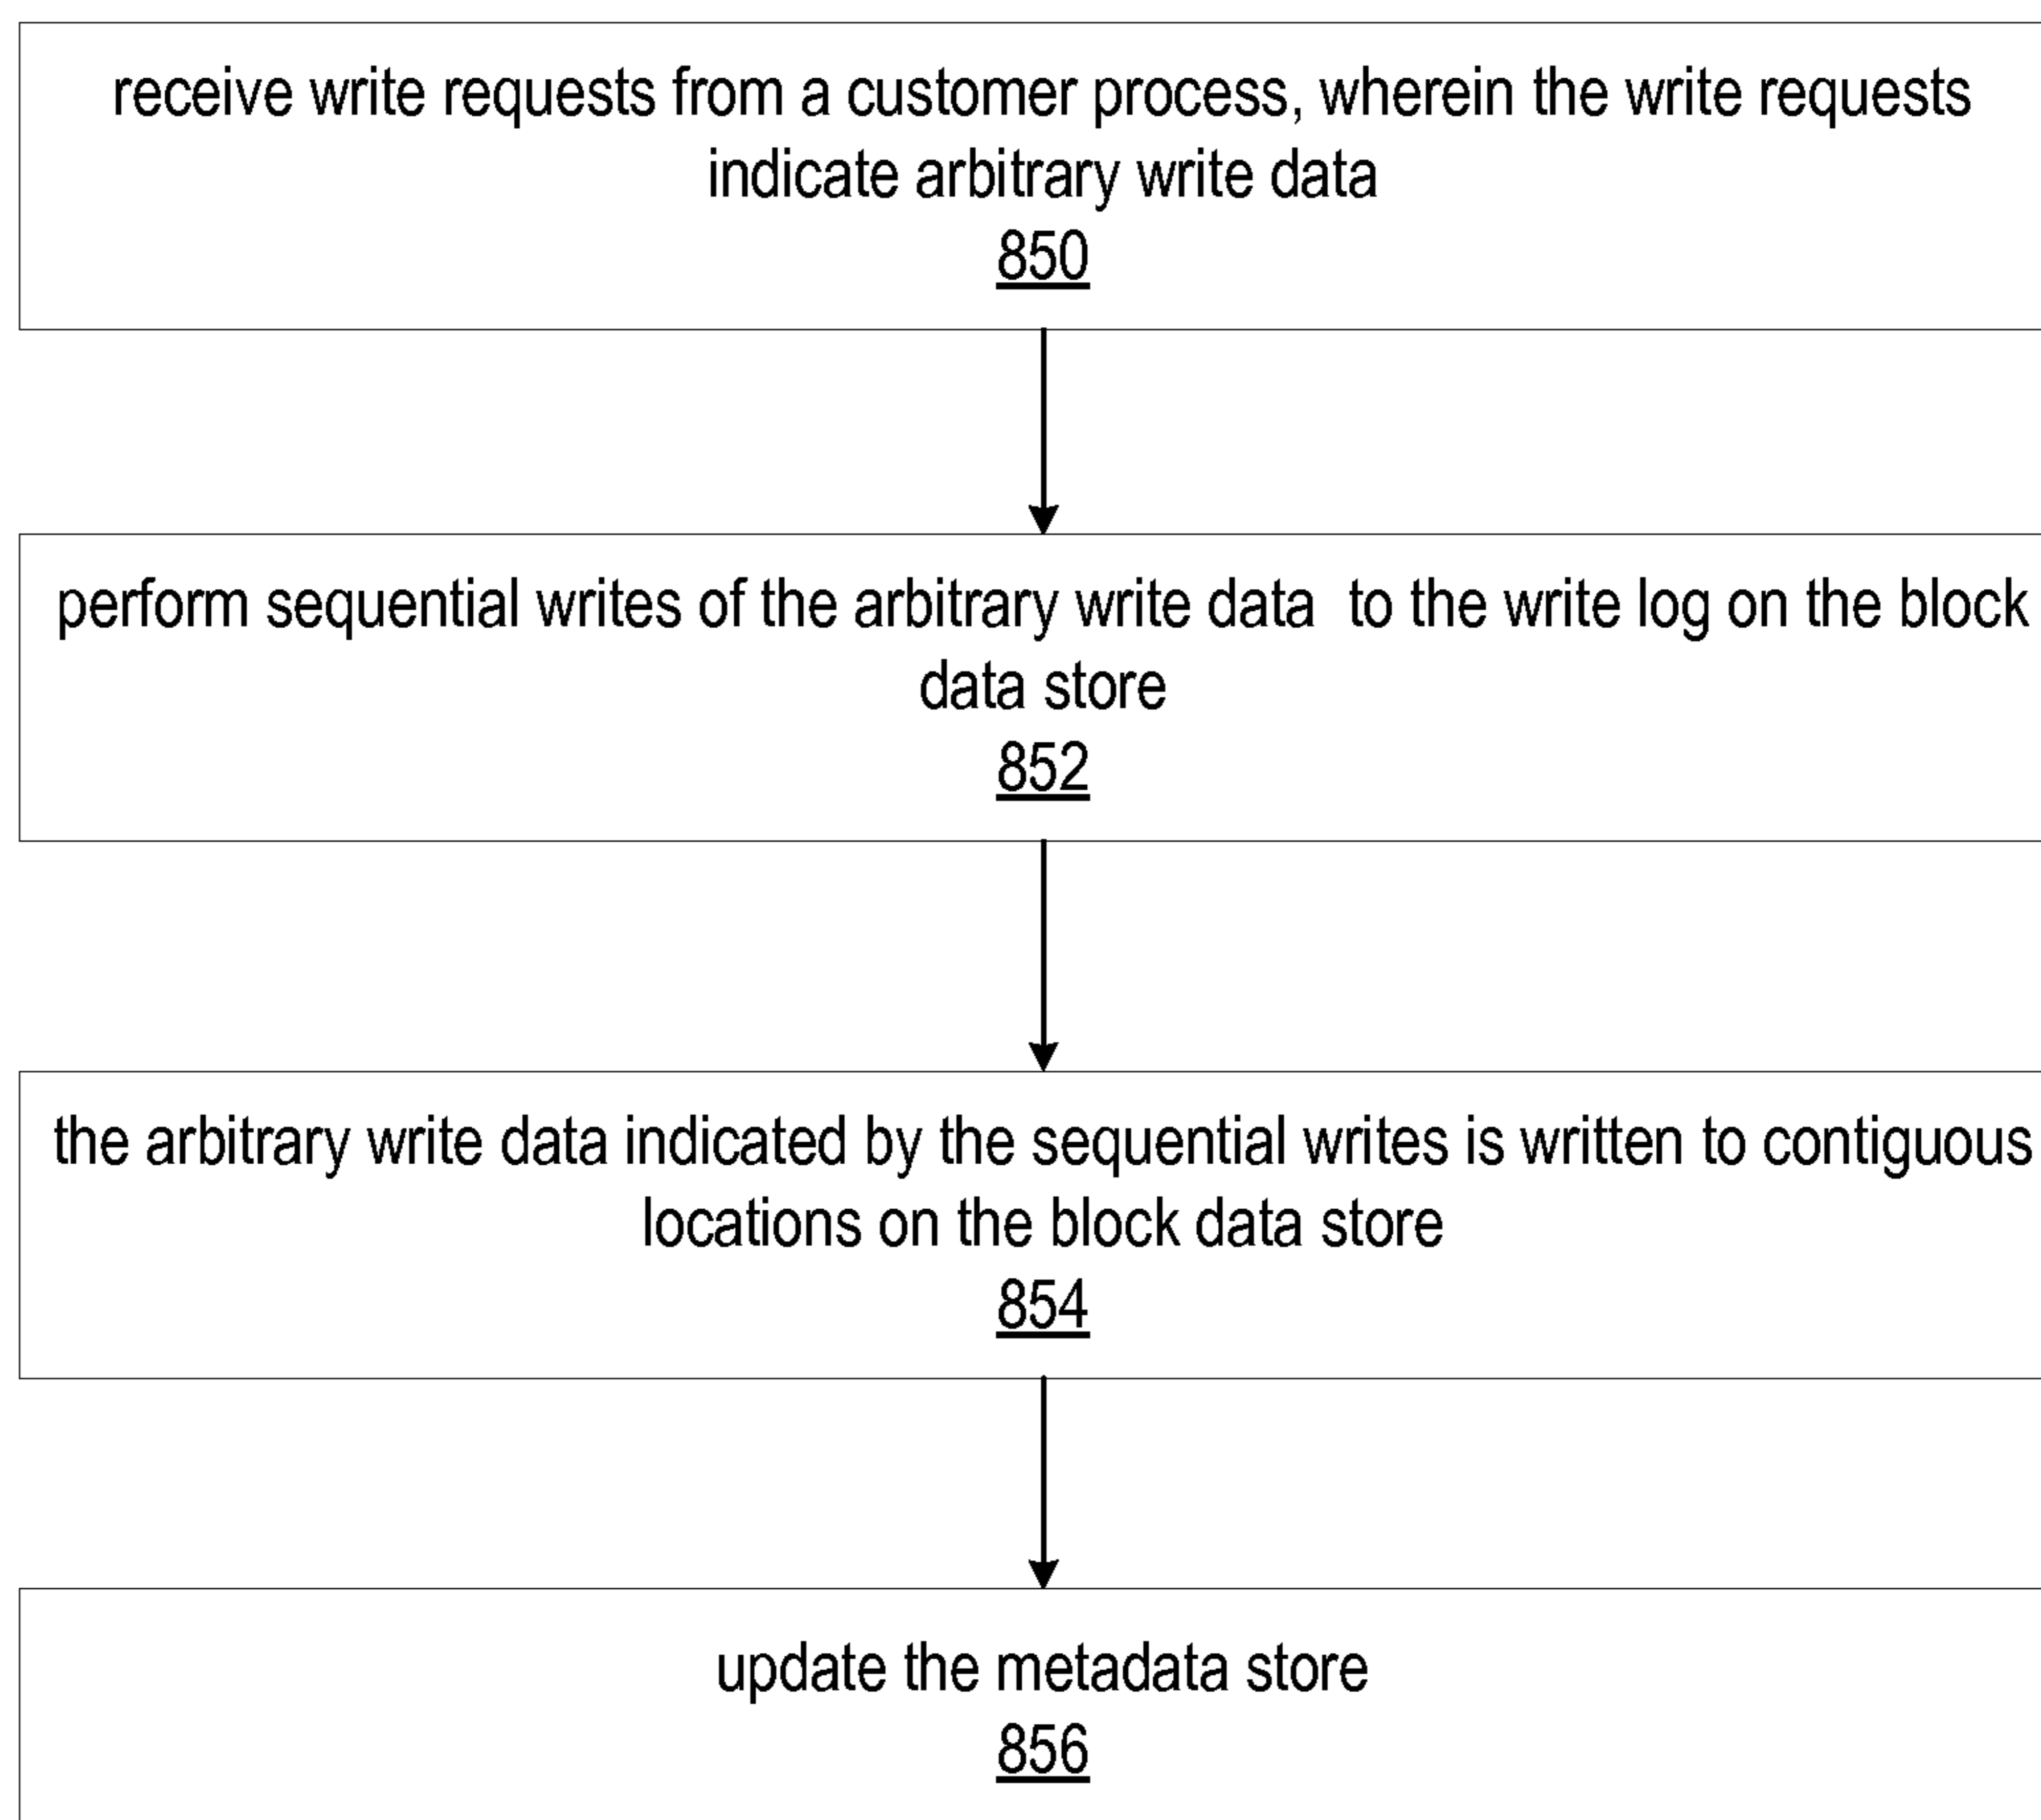 receive write requests from a customer process, wherein the write requests
indicate arbitrary write data
850
perform sequential writes of the arbitrary write data  to the write log on the block
data store
852
the arbitrary write data indicated by the sequential writes is written to contiguous
locations on the block data store
854
update the metadata store
856